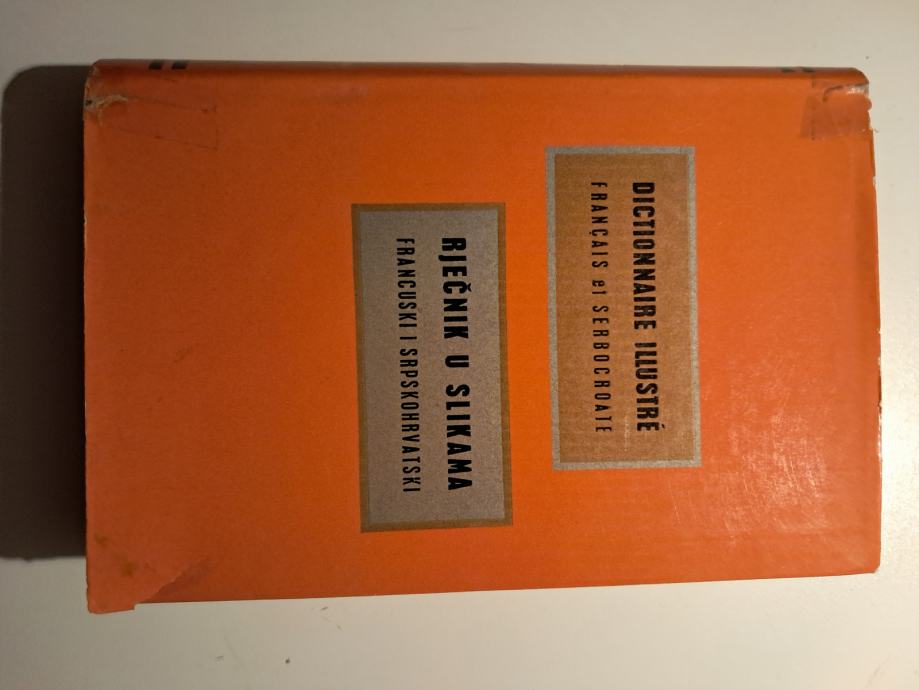 DICTIONNAIRE ILLUSTRÉ
FRANÇAIS et SERBOCROATE
RJEČNIK U SLIKAMA
FRANCUSKI I SRPSKOHRVATSKI